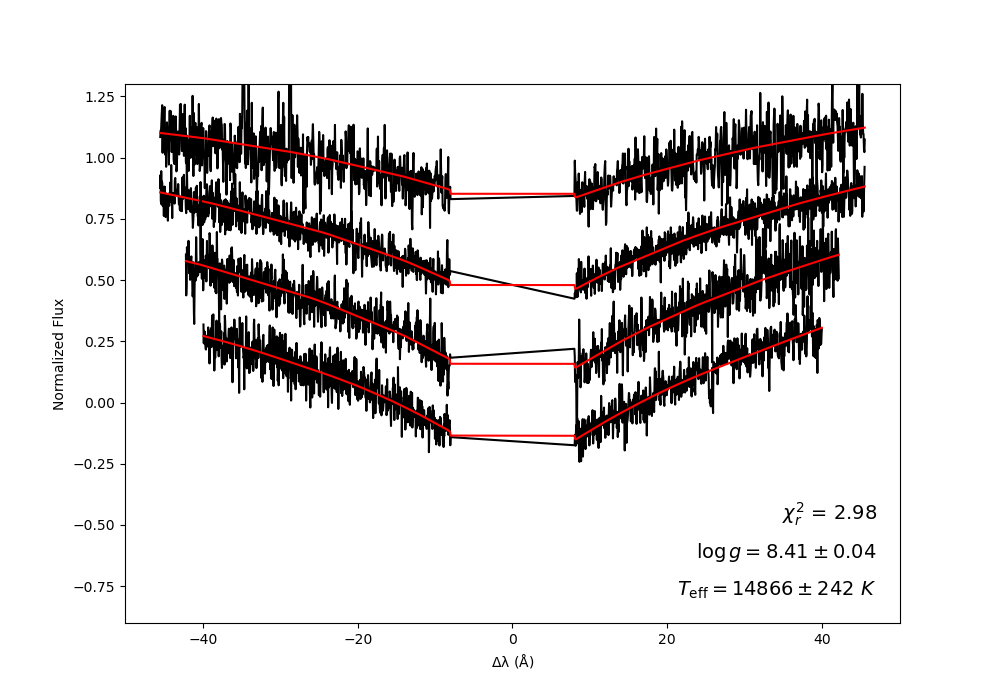 1.25
1.00
0.75
0.50
0.25
0.00
−0.25
−0.50
−0.75
Normalized Flux
χ²ᵣ = 2.98
log g = 8.41 ± 0.04
T_eff = 14866 ± 242 K
−40 −20 0 20 40
Δλ (Å)